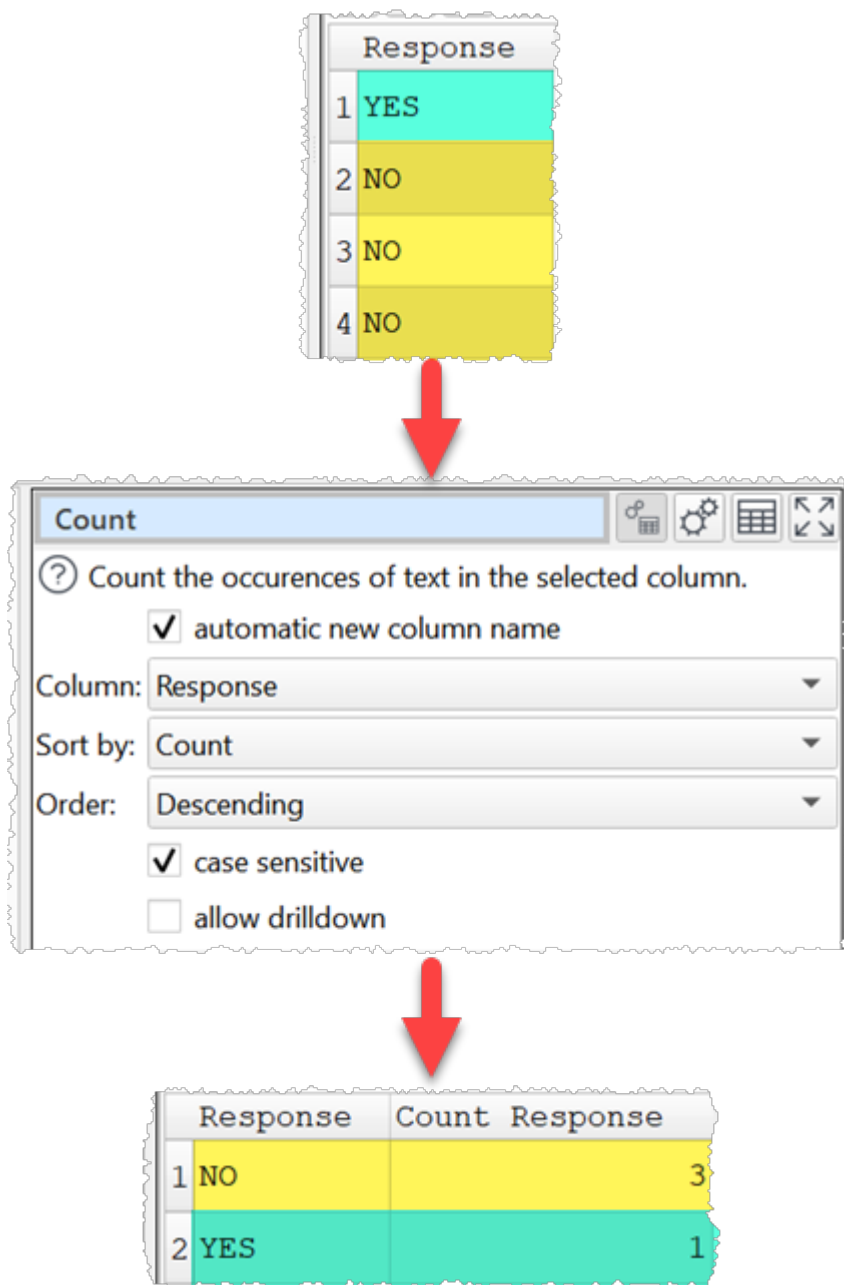 Response
1 YES
2 NO
3 NO
4 NO
Count
? Count the occurences of text in the selected column.
automatic new column name
Column: Response
Sort by: Count
Order: Descending
case sensitive
allow drilldown
Response Count Response
1 NO 3
2 YES 1